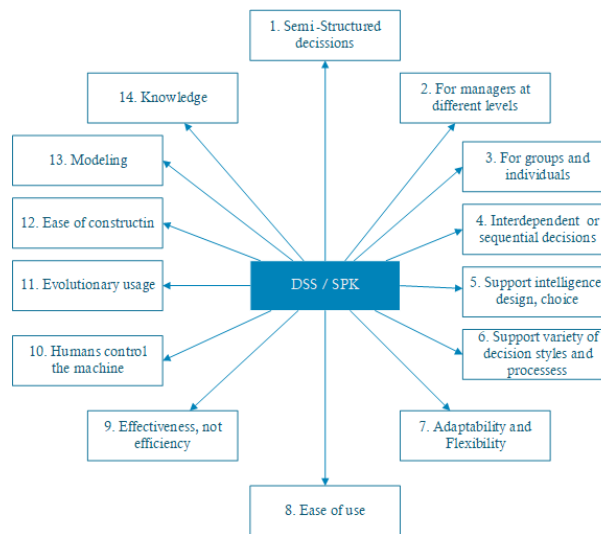 1. Semi-Structured
decissions
2. For managers at
different levels
3. For groups and
individuals
4. Interdependent or
sequential decisions
5. Support intelligence
design, choice
6. Support variety of
decision styles and
processess
7. Adaptability and
Flexibility
8. Ease of use
9. Effectiveness, not
efficiency
10. Humans control
the machine
11. Evolutionary usage
12. Ease of constructin
13. Modeling
14. Knowledge
DSS / SPK